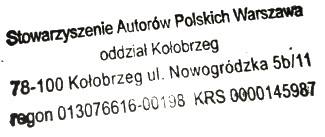 Stowarzyszenie Autorów Polskich Warszawa
oddział Kołobrzeg
78-100 Kołobrzeg ul. Nowogródzka 5b/11
regon 013076616-00198 KRS 0000145987